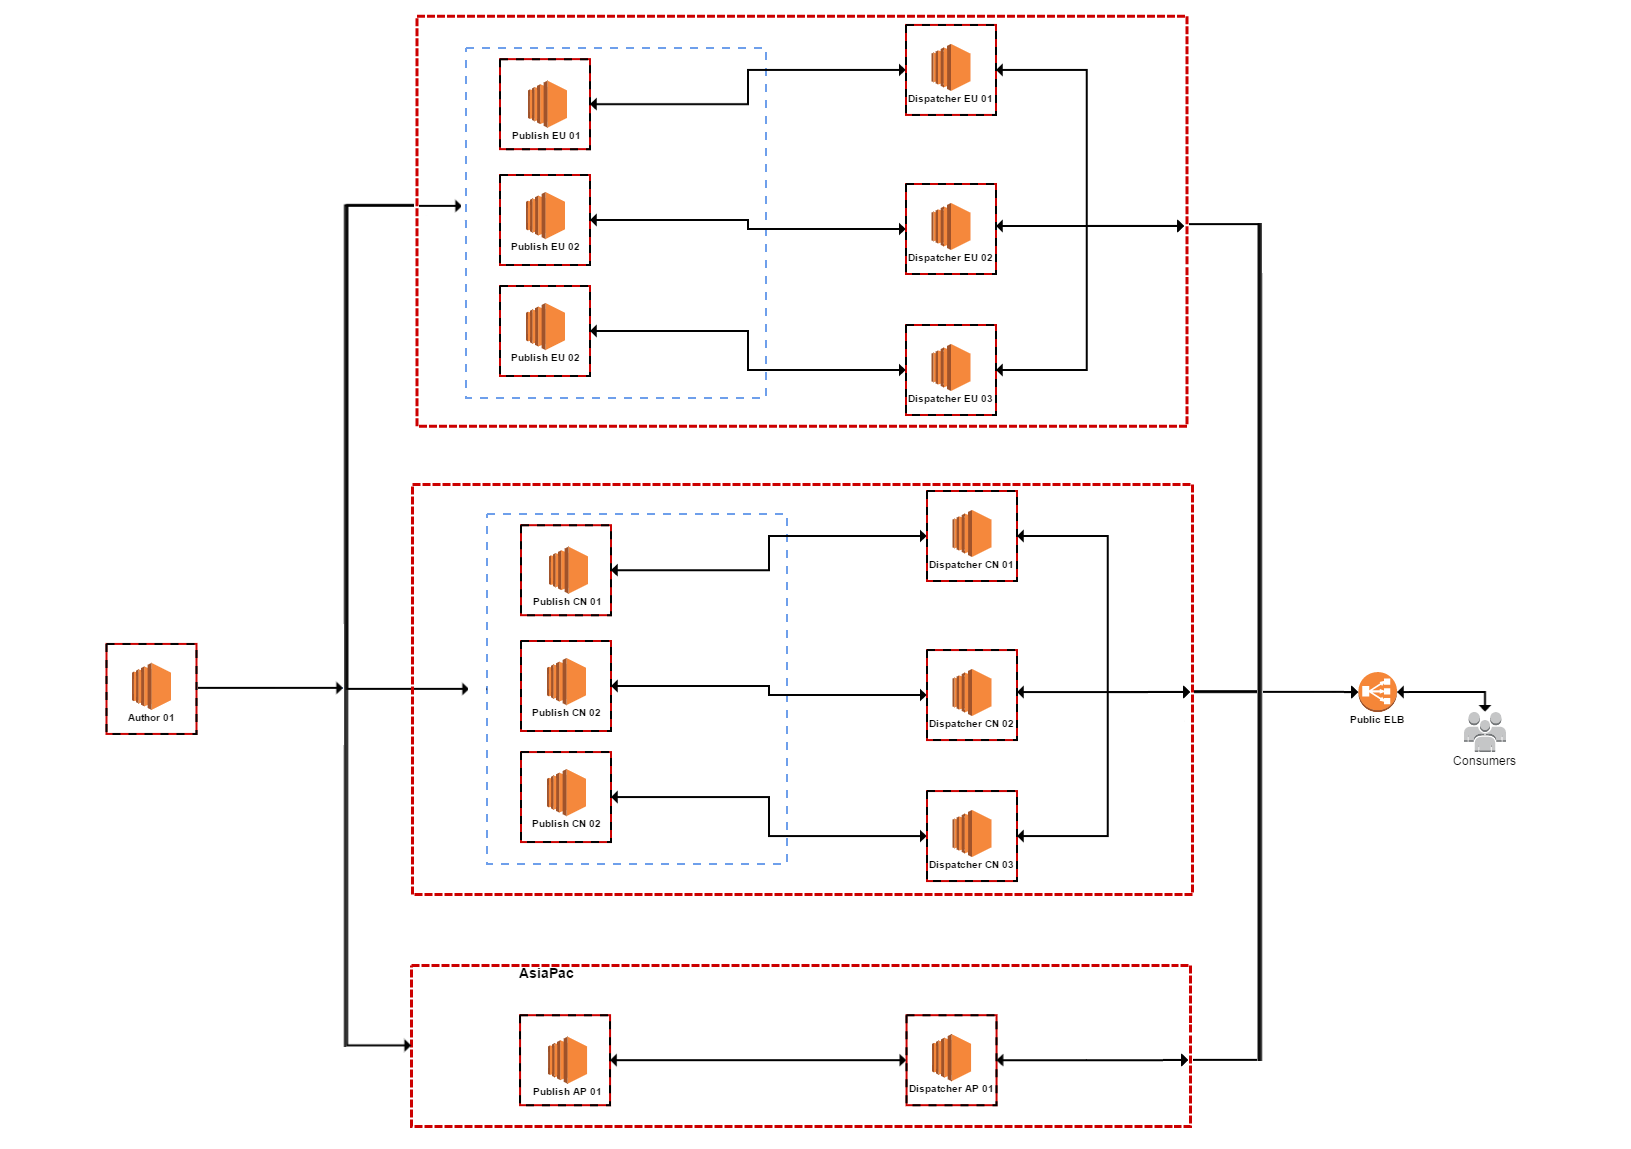 Dispatcher EU 01
Publish EU 01
Publish EU 02
Dispatcher EU 02
Publish EU 02
Dispatcher EU 03
Dispatcher CN 01
Publish CN 01
Publish CN 02
Dispatcher CN 02
Author 01
Public ELB
Consumers
Publish CN 02
Dispatcher CN 03
AsiaPac
Publish AP 01
Dispatcher AP 01